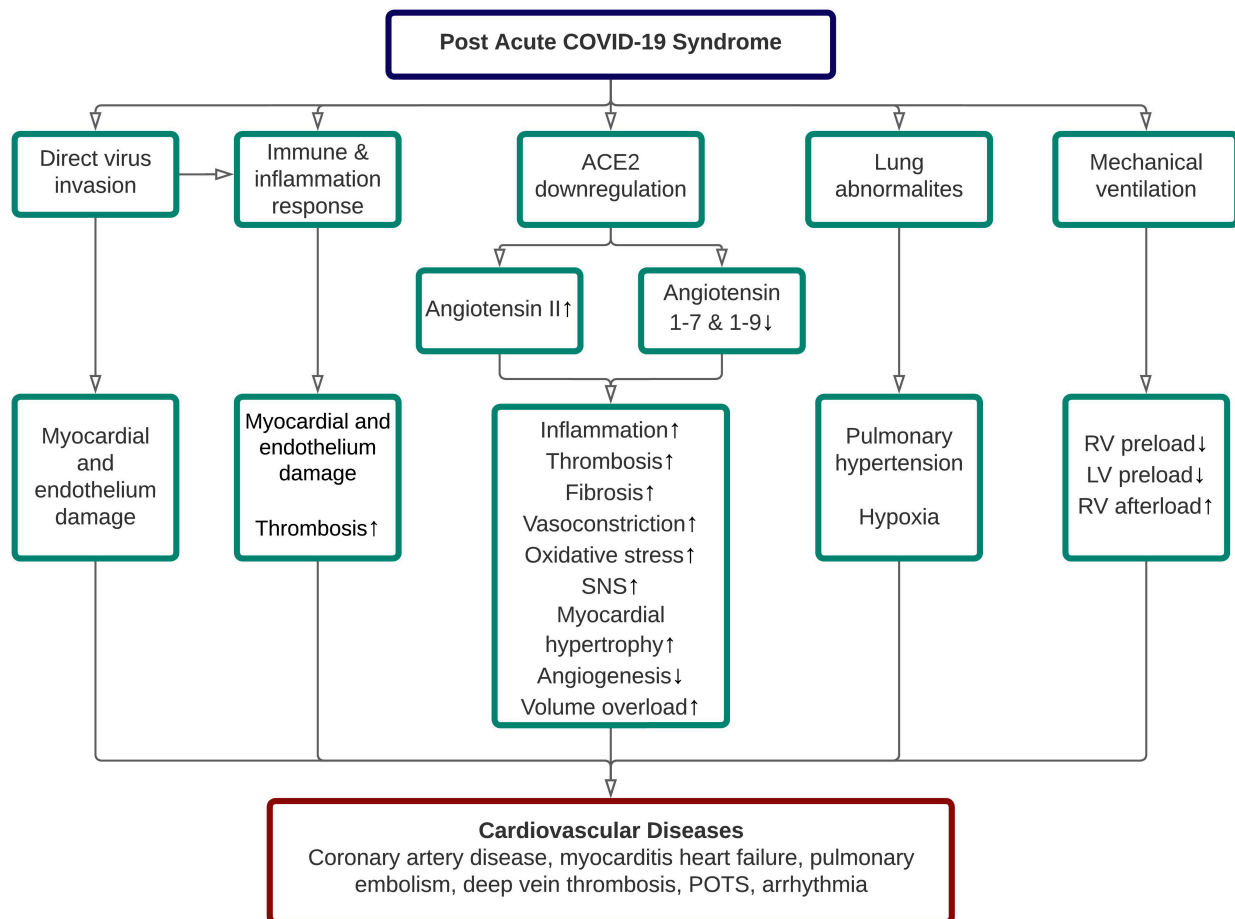 Post Acute COVID-19 Syndrome
Direct virus
invasion
Immune &
inflammation
response
ACE2
downregulation
Lung
abnormalites
Mechanical
ventilation
Angiotensin II↑
Angiotensin
1-7 & 1-9↓
Myocardial
and
endothelium
damage
Myocardial and
endothelium
damage
Thrombosis↑
Inflammation↑
Thrombosis↑
Fibrosis↑
Vasoconstriction↑
Oxidative stress↑
SNS↑
Myocardial
hypertrophy↑
Angiogenesis↓
Volume overload↑
Pulmonary
hypertension
Hypoxia
RV preload↓
LV preload↓
RV afterload↑
Cardiovascular Diseases
Coronary artery disease, myocarditis heart failure, pulmonary
embolism, deep vein thrombosis, POTS, arrhythmia